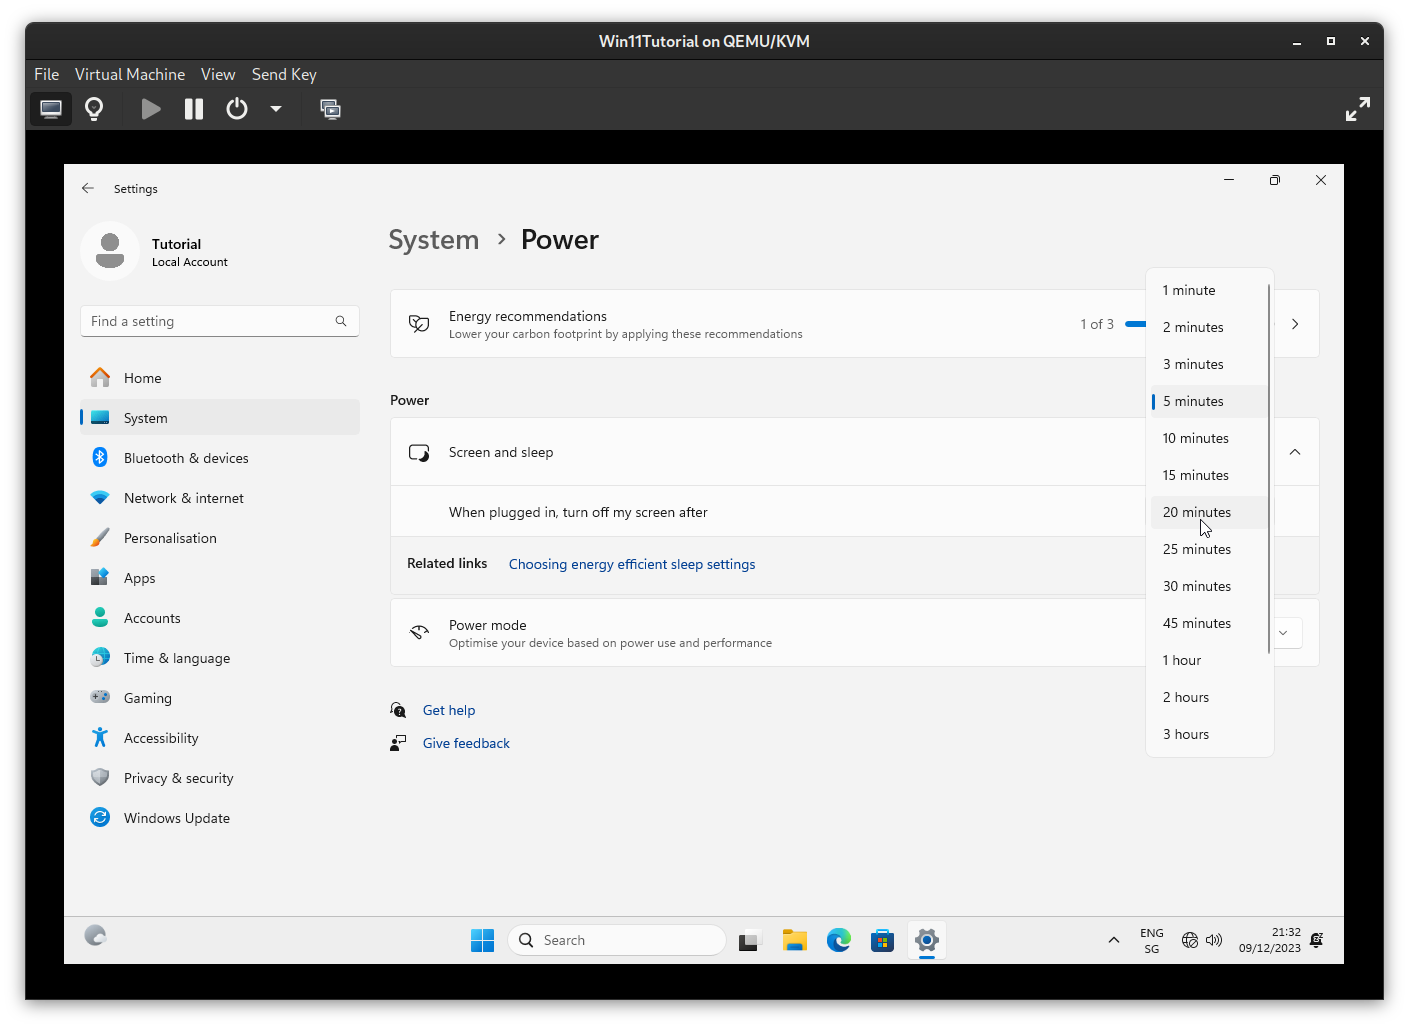 Win11Tutorial on QEMU/KVM
File Virtual Machine View Send Key
Settings
Tutorial
Local Account
Find a setting
Home
System
Bluetooth & devices
Network & internet
Personalisation
Apps
Accounts
Time & language
Gaming
Accessibility
Privacy & security
Windows Update
System > Power
Energy recommendations
Lower your carbon footprint by applying these recommendations
1 of 3
Power
Screen and sleep
When plugged in, turn off my screen after
Related links Choosing energy efficient sleep settings
Power mode
Optimise your device based on power use and performance
Get help
Give feedback
1 minute
2 minutes
3 minutes
5 minutes
10 minutes
15 minutes
20 minutes
25 minutes
30 minutes
45 minutes
1 hour
2 hours
3 hours
Search
ENG
SG
21:32
09/12/2023